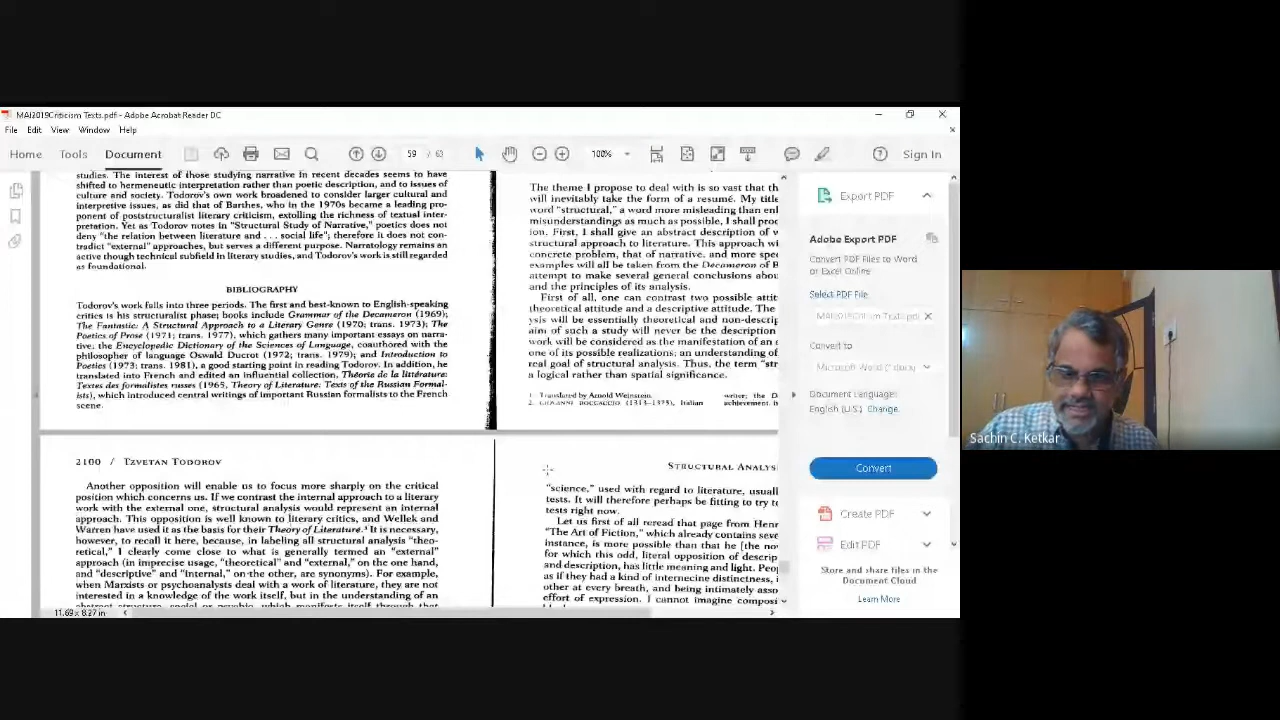 MAI2019Criticism Texts.pdf - Adobe Acrobat Reader DC
File Edit View Window Help
Home Tools Document 59 / 63 100% Sign In
studies. The interest of those studying narrative in recent decades seems to have
shifted to hermeneutic interpretation rather than poetic description, and to issues of
culture and society. Todorov's own work broadened to consider larger cultural and
interpretive issues, as did that of Barthes, who in the 1970s became a leading pro-
ponent of poststructuralist literary criticism, extolling the richness of textual inter-
pretation. Yet as Todorov notes in "Structural Study of Narrative," poetics does not
deny "the relation between literature and . . . social life"; therefore it does not con-
tradict "external" approaches, but serves a different purpose. Narratology remains an
active though technical subfield in literary studies, and Todorov's work is still regarded
as foundational.
BIBLIOGRAPHY
Todorov's work falls into three periods. The first and best-known to English-speaking
critics is his structuralist phase; books include Grammar of the Decameron (1969);
The Fantastic: A Structural Approach to a Literary Genre (1970; trans. 1973); The
Poetics of Prose (1971; trans. 1977), which gathers many important essays on narra-
tive; the Encyclopedic Dictionary of the Sciences of Language, coauthored with the
philosopher of language Oswald Ducrot (1972; trans. 1979); and Introduction to
Poetics (1973; trans. 1981), a good starting point in reading Todorov. In addition, he
translated into French and edited an influential collection, Théorie de la littérature:
Textes des formalistes russes (1965, Theory of Literature: Texts of the Russian Formal-
ists), which introduced central writings of important Russian formalists to the French
scene.
The theme I propose to deal with is so vast that th
will inevitably take the form of a resumé. My title
word "structural," a word more misleading than enl
misunderstandings as much as possible, I shall proc
ion. First, I shall give an abstract description of w
structural approach to literature. This approach wi
concrete problem, that of narrative, and more spec
examples will all be taken from the Decameron of B
attempt to make several general conclusions abou
and the principles of its analysis.
First of all, one can contrast two possible attit
theoretical attitude and a descriptive attitude. The
ysis will be essentially theoretical and non-descrip
aim of such a study will never be the description
work will be considered as the manifestation of an a
one of its possible realizations; an understanding of
real goal of structural analysis. Thus, the term "str
a logical rather than spatial significance.
1. Translated by Arnold Weinstein. writer; the D
2. GIOVANNI BOCCACCIO (1313–1375), Italian achievement is
2100 / TZVETAN TODOROV
Another opposition will enable us to focus more sharply on the critical
position which concerns us. If we contrast the internal approach to a literary
work with the external one, structural analysis would represent an internal
approach. This opposition is well known to literary critics, and Wellek and
Warren have used it as the basis for their Theory of Literature. It is necessary,
however, to recall it here, because, in labeling all structural analysis "theo-
retical," I clearly come close to what is generally termed an "external"
approach (in imprecise usage, "theoretical" and "external," on the one hand,
and "descriptive" and "internal," on the other, are synonyms). For example,
when Marxists or psychoanalysts deal with a work of literature, they are not
interested in a knowledge of the work itself, but in the understanding of an
abstract structure, social or psychic, which manifests itself through that
STRUCTURAL ANALYS
"science," used with regard to literature, usuall
tests. It will therefore perhaps be fitting to try to
tests right now.
Let us first of all reread that page from Henr
"The Art of Fiction," which already contains seve
instance, is more possible than that he [the no
for which this odd, literal opposition of descrip
and description, has little meaning and light. Peop
as if they had a kind of internecine distinctness, i
other at every breath, and being intimately asso
effort of expression. I cannot imagine composi
11.69 x 8.27 in
Export PDF
Adobe Export PDF
Convert PDF Files to Word
or Excel Online
Select PDF File
MAI2019Criticism Texts.pdf
Convert to
Microsoft Word (*.docx)
Document Language:
English (U.S.) Change
Convert
Create PDF
Edit PDF
Store and share files in the
Document Cloud
Learn More
Sachin C. Ketkar